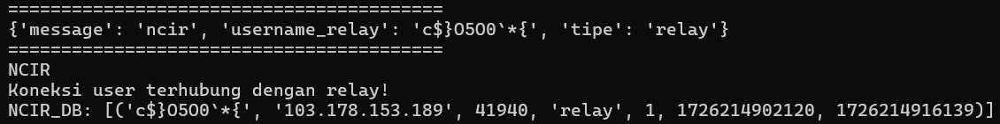 =========================================
{'message': 'ncir', 'username_relay': 'c$}O5O0`*{', 'tipe': 'relay'}
=========================================
NCIR
Koneksi user terhubung dengan relay!
NCIR_DB: [('c$}O5O0`*{', '103.178.153.189', 41940, 'relay', 1, 1726214902120, 1726214916139)]